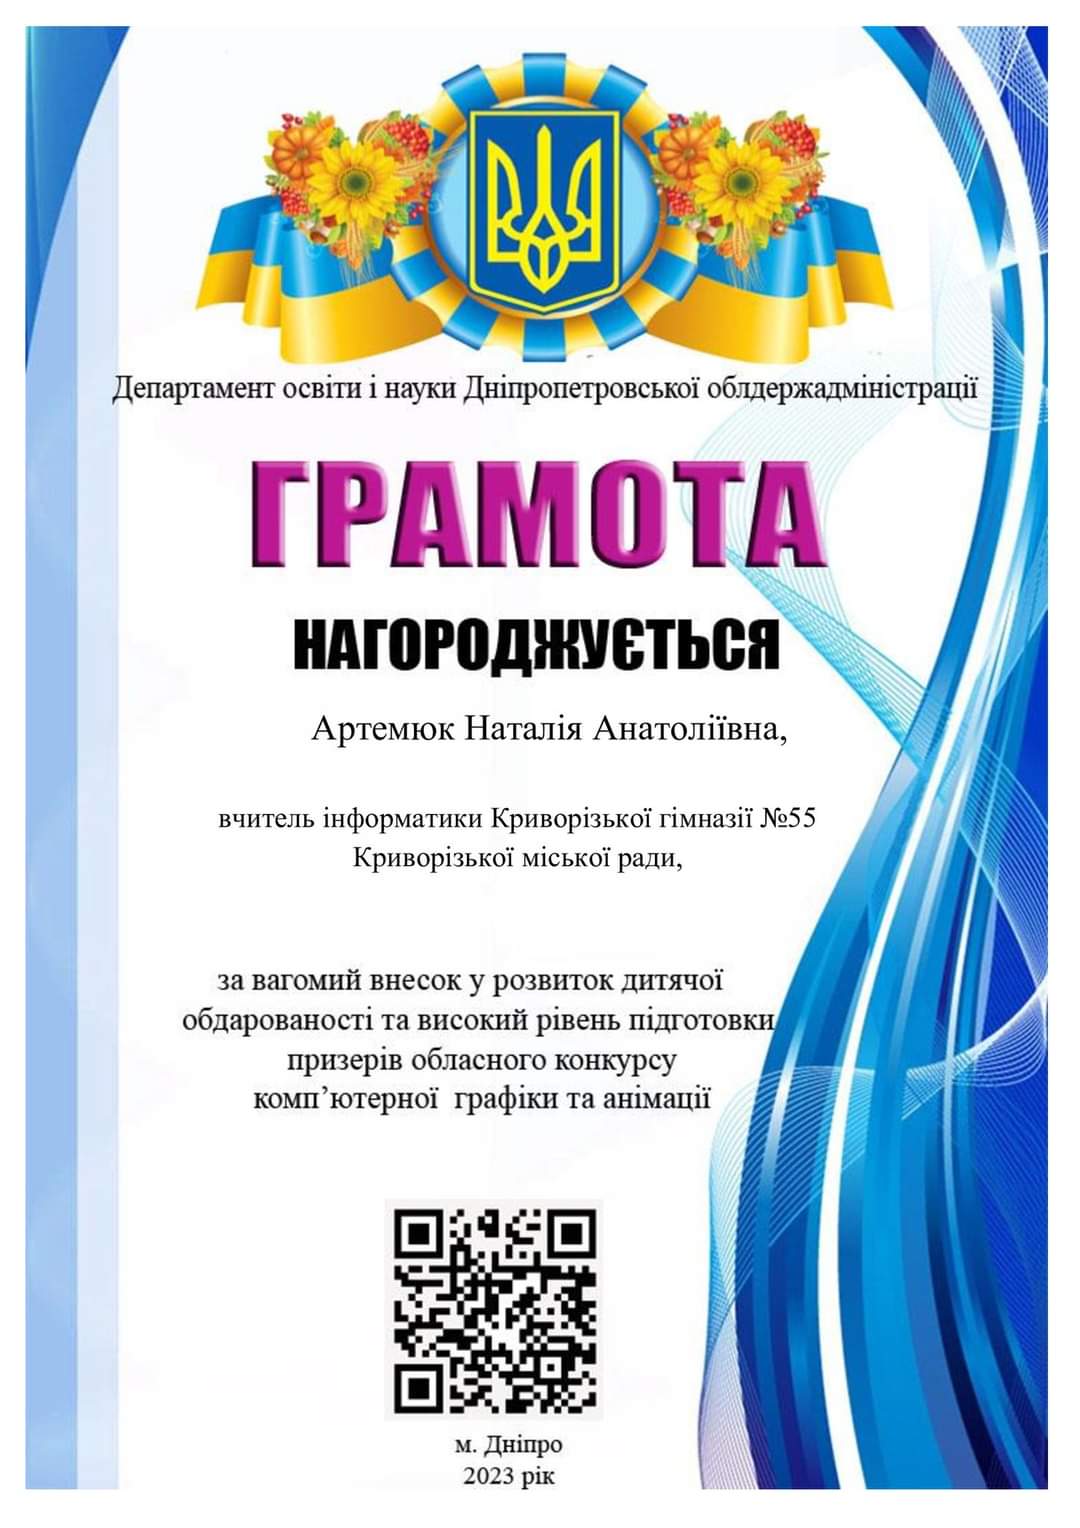 Департамент освіти і науки Дніпропетровської облдержадміністрації
ГРАМОТА
НАГОРОДЖУЄТЬСЯ
Артемюк Наталія Анатоліївна,
вчитель інформатики Криворізької гімназії №55
Криворізької міської ради,
за вагомий внесок у розвиток дитячої
обдарованості та високий рівень підготовки
призерів обласного конкурсу
комп’ютерної графіки та анімації
м. Дніпро
2023 рік